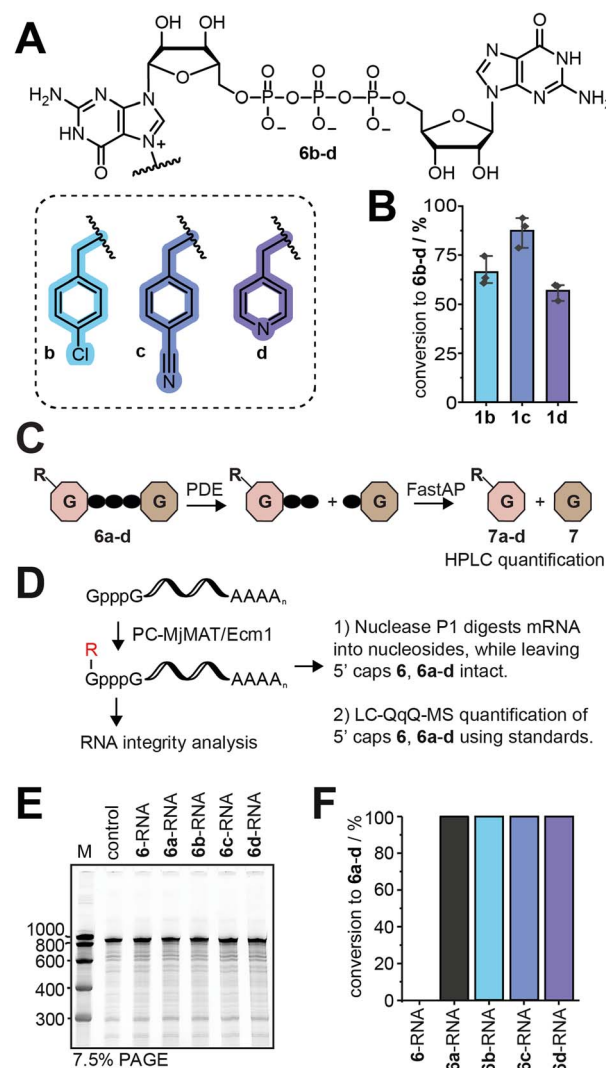 A
OH OH
O
N
NH
H₂N N N
O O P O P O P O O
O O O
N N NH₂
HN N
O⁻ O⁻ O⁻
O
6b-d
OH OH
b
Cl
c
N
d
N
B
conversion to 6b-d / %
100
75
50
25
0
1b 1c 1d
C
R
G G
6a-d
PDE
R
G + G
FastAP
R
G + G
7a-d 7
HPLC quantification
D
GpppG AAAAₙ
PC-MjMAT/Ecm1
R
GpppG AAAAₙ
RNA integrity analysis
1) Nuclease P1 digests mRNA
into nucleosides, while leaving
5' caps 6, 6a-d intact.
2) LC-QqQ-MS quantification of
5' caps 6, 6a-d using standards.
E
M control 6-RNA 6a-RNA 6b-RNA 6c-RNA 6d-RNA
1000
800
600
400
300
7.5% PAGE
F
conversion to 6a-d / %
100
80
60
40
20
0
6-RNA 6a-RNA 6b-RNA 6c-RNA 6d-RNA